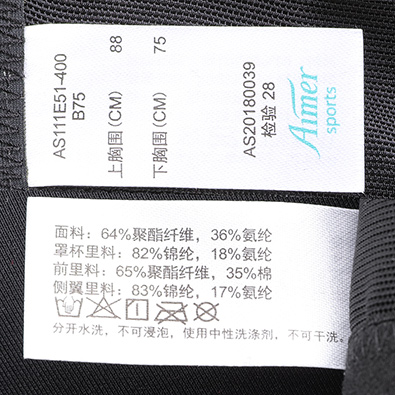 AS111E51-400
B75
上胸围(CM) 88
下胸围(CM) 75
AS20180039
检验 28
Aimer
sports
面料：64%聚酯纤维，36%氨纶
罩杯里料：82%锦纶，18%氨纶
前里料：65%聚酯纤维，35%棉
侧翼里料：83%锦纶，17%氨纶
分开水洗，不可浸泡，使用中性洗涤剂，不可干洗。